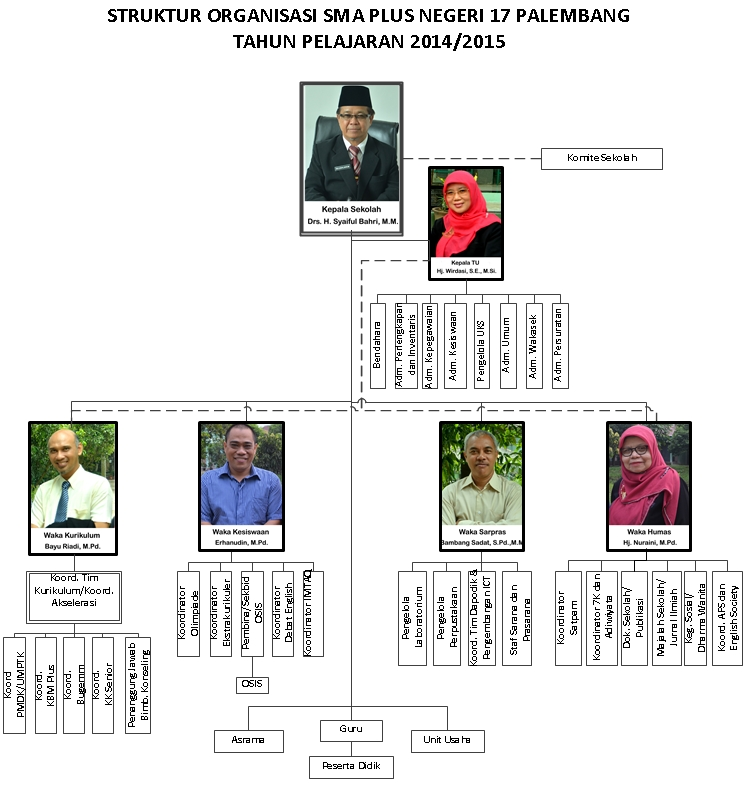 STRUKTUR ORGANISASI SMA PLUS NEGERI 17 PALEMBANG
TAHUN PELAJARAN 2014/2015
Komite Sekolah
Kepala Sekolah
Drs. H. Syaiful Bahri, M.M.
Kepala TU
Hj. Wirdasi, S.E., M.Si.
Bendahara
Adm. Perlengkapan
dan Inventaris
Adm. Kepegawaian
Adm. Kesiswaan
Pengelola UKS
Adm. Umum
Adm. Wakasek
Adm. Persuratan
Waka Kurikulum
Bayu Riadi, M.Pd.
Waka Kesiswaan
Erhanudin, M.Pd.
Waka Sarpras
Bambang Sadat, S.Pd.,M.M
Waka Humas
Hj. Nuraini, M.Pd.
Koord. Tim
Kurikulum/Koord.
Akselerasi
Koord
PMDK/UMPTK
Koord.
KBM Plus
Koord.
Bugemm
Koord.
KK Senior
Penanggung Jawab
Bimb. Konseling
Koordinator
Olimpiade
Koordinator
Ekstrakurikuler
Pembina/Sekbid
OSIS
Koordinator
Debat English
Koordinator IMTAQ
OSIS
Pengelola
Laboratorium
Pengelola
Perpustakaan
Koord. Tim Dapodik &
Pengembangan ICT
Staf Sarana dan
Prasarana
Koordinator
Satpam
Koordinator 7K dan
Adiwiyata
Dok. Sekolah/
Publikasi
Majalah Sekolah/
Jurnal Ilmiah
Keg. Sosial/
Dharma Wanita
Koord. AFS dan
English Society
Asrama
Guru
Unit Usaha
Peserta Didik